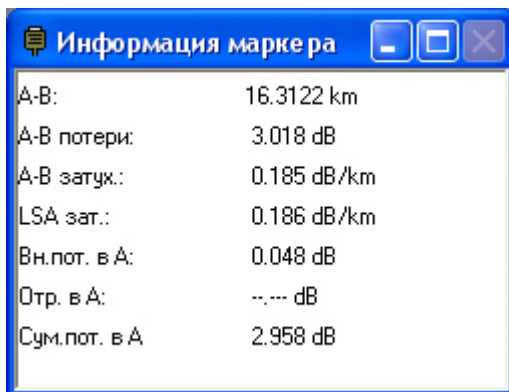 Информация маркера
A-B: 16.3122 km
A-B потери: 3.018 dB
A-B затух.: 0.185 dB/km
LSA зат.: 0.186 dB/km
Вн.пот. в A: 0.048 dB
Отр. в A: --.--- dB
Сум.пот. в A 2.958 dB